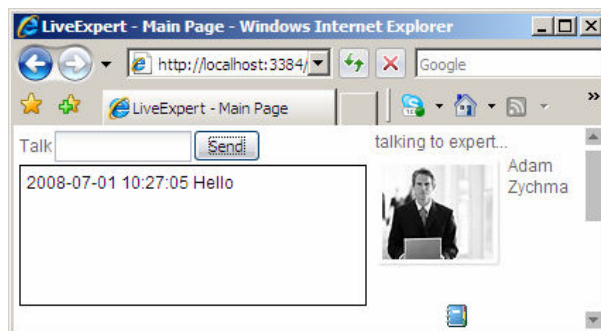 LiveExpert - Main Page - Windows Internet Explorer
http://localhost:3384/
Google
LiveExpert - Main Page
»
Talk
Send
talking to expert...
2008-07-01 10:27:05 Hello
Adam
Zychma